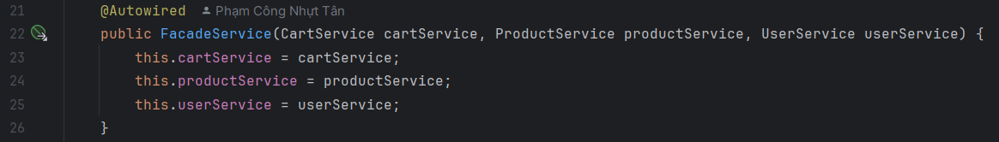 21 @Autowired Phạm Công Nhựt Tân
22 public FacadeService(CartService cartService, ProductService productService, UserService userService) {
23 this.cartService = cartService;
24 this.productService = productService;
25 this.userService = userService;
26 }